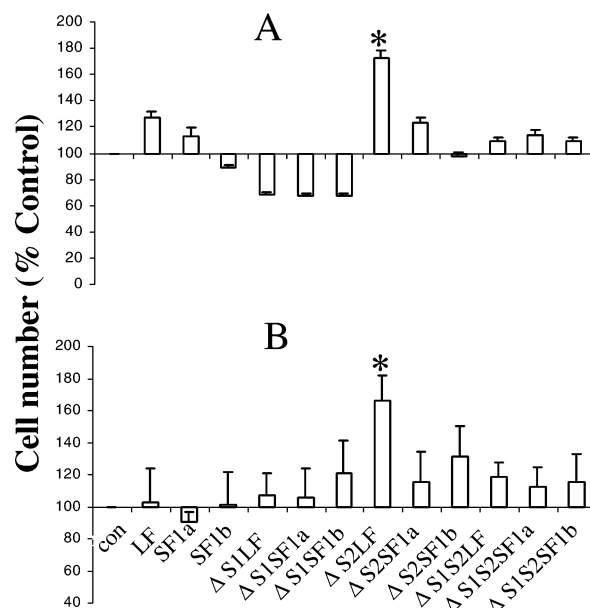 Cell number (% Control)
A
200
180
160
140
120
100
80
60
40
20
0
*
B
200
180
160
140
120
100
80
60
40
*
con
LF
SF1a
SF1b
Δ S1LF
Δ S1SF1a
Δ S1SF1b
Δ S2LF
Δ S2SF1a
Δ S2SF1b
Δ S1S2LF
Δ S1S2SF1a
Δ S1S2SF1b